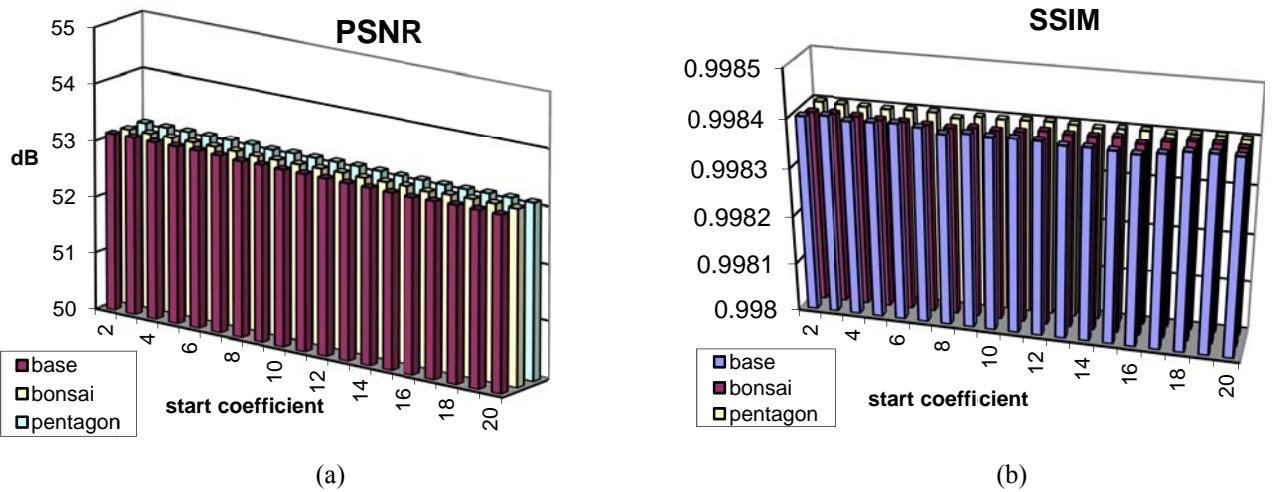 PSNR
55
54
53
52
51
50
dB
2
4
6
8
10
12
14
16
18
20
start coefficient
base
bonsai
pentagon
(a)
SSIM
0.9985
0.9984
0.9983
0.9982
0.9981
0.998
2
4
6
8
10
12
14
16
18
20
start coefficient
base
bonsai
pentagon
(b)